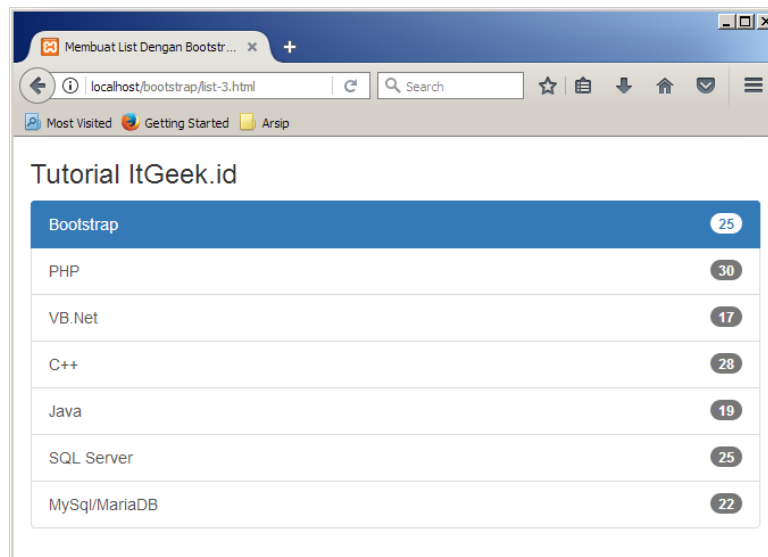 Membuat List Dengan Bootstr...
localhost/bootstrap/list-3.html
Search
Most Visited
Getting Started
Arsip
Tutorial ItGeek.id
Bootstrap 25
PHP 30
VB.Net 17
C++ 28
Java 19
SQL Server 25
MySql/MariaDB 22